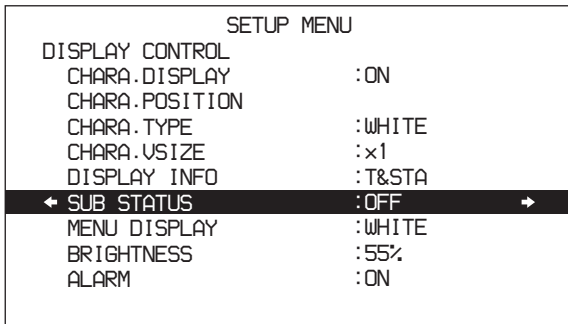 SETUP MENU
DISPLAY CONTROL
CHARA.DISPLAY :ON
CHARA.POSITION
CHARA.TYPE :WHITE
CHARA.VSIZE :×1
DISPLAY INFO :T&STA
SUB STATUS :OFF
MENU DISPLAY :WHITE
BRIGHTNESS :55%
ALARM :ON